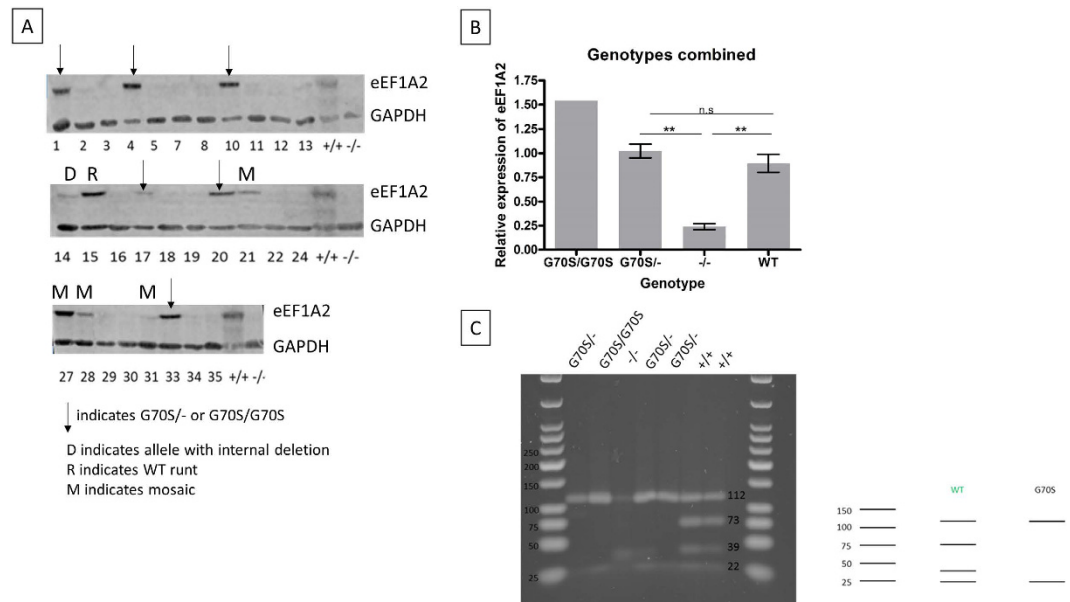 A
eEF1A2
GAPDH
1 2 3 4 5 7 8 10 11 12 13 +/+ -/-
D R M
eEF1A2
GAPDH
14 15 16 17 18 19 20 21 22 24 +/+ -/-
M M M
eEF1A2
GAPDH
27 28 29 30 31 33 34 35 +/+ -/-
indicates G70S/- or G70S/G70S
D indicates allele with internal deletion
R indicates WT runt
M indicates mosaic
B
Genotypes combined
Relative expression of eEF1A2
1.75
1.50
1.25
1.00
0.75
0.50
0.25
0.00
n.s
** **
G70S/G70S G70S/- -/- WT
Genotype
C
G70S/- G70S/G70S -/- G70S/- G70S/- +/+ +/+
250
200
150
100
75
50
25
112
73
39
22
WT G70S
150
100
75
50
25